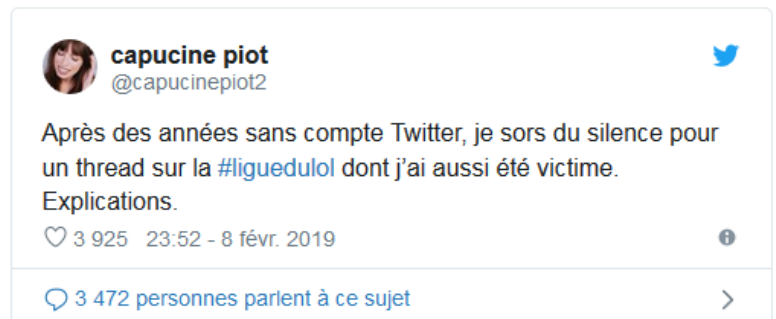 capucine piot
@capucinepiot2
Après des années sans compte Twitter, je sors du silence pour
un thread sur la #liguedulol dont j’ai aussi été victime.
Explications.
3 925 23:52 - 8 févr. 2019
3 472 personnes parlent à ce sujet